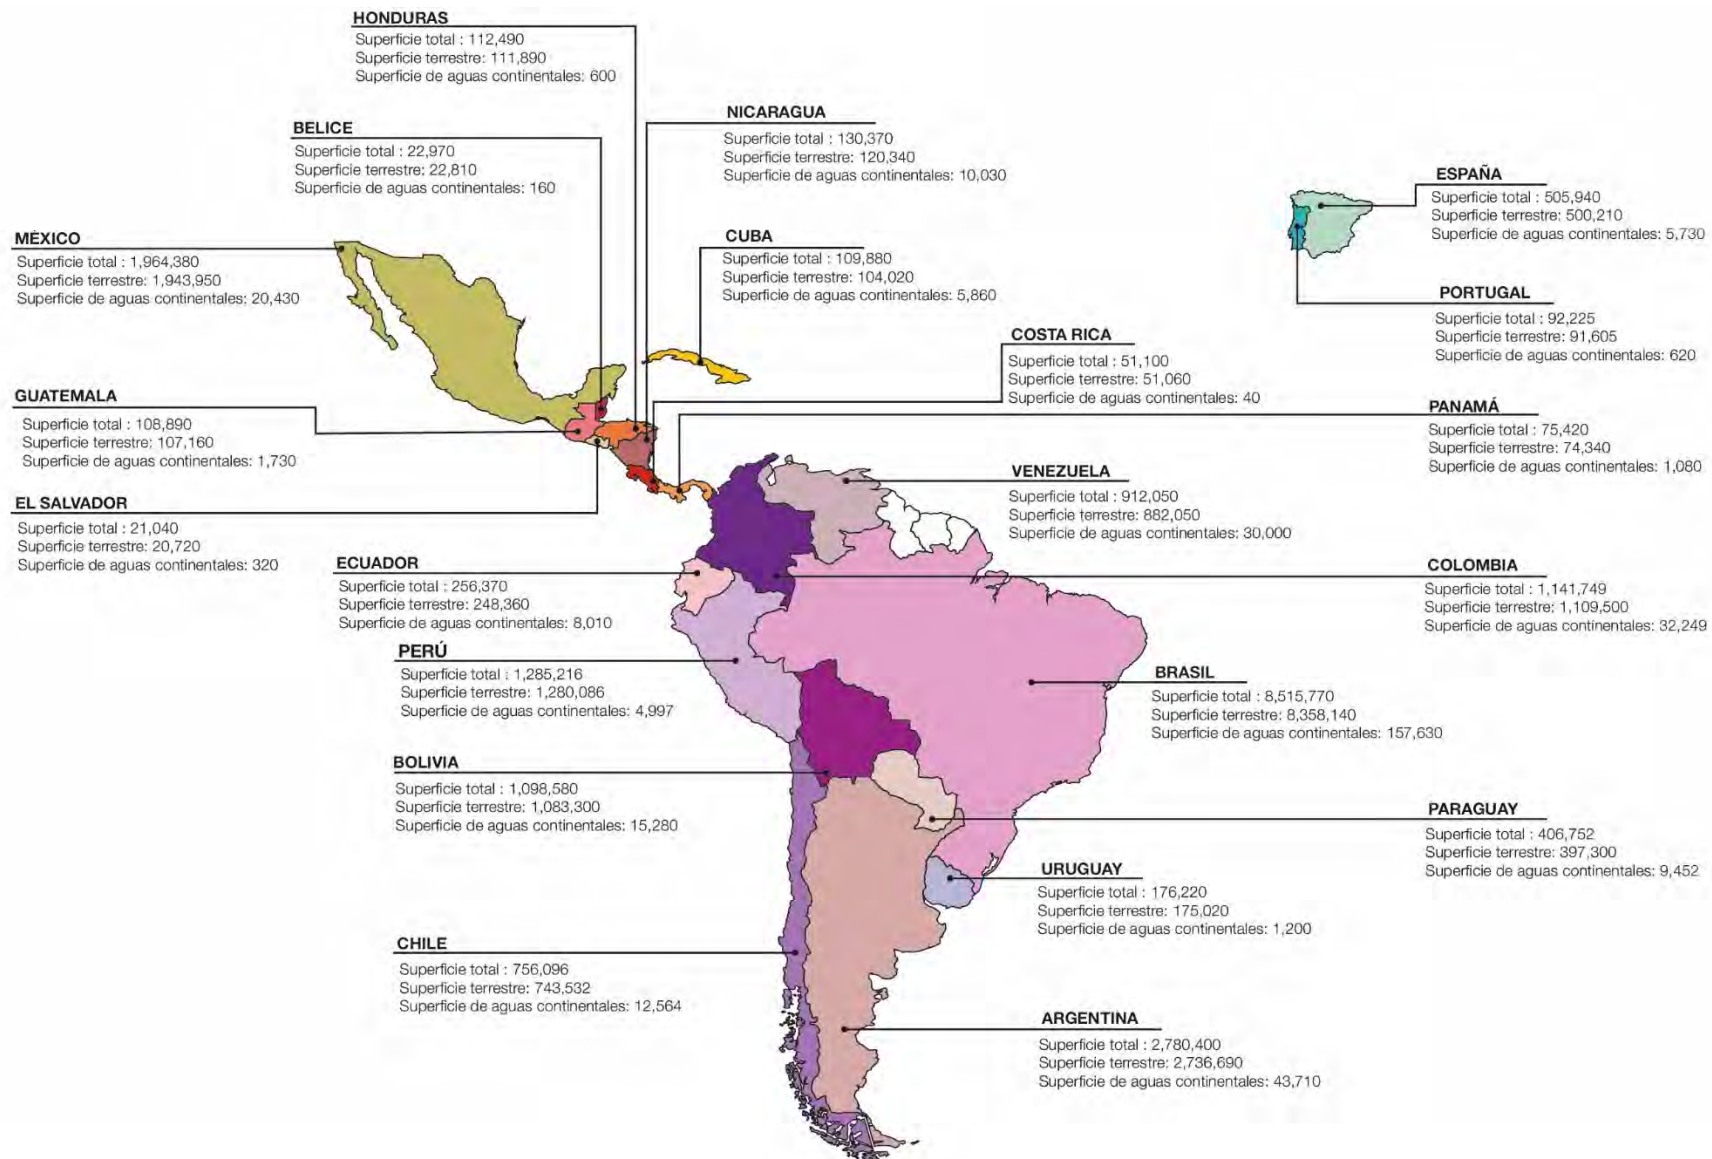 HONDURAS
Superficie total : 112,490
Superficie terrestre: 111,890
Superficie de aguas continentales: 600
NICARAGUA
Superficie total : 130,370
Superficie terrestre: 120,340
Superficie de aguas continentales: 10,030
BELICE
Superficie total : 22,970
Superficie terrestre: 22,810
Superficie de aguas continentales: 160
ESPAÑA
Superficie total : 505,940
Superficie terrestre: 500,210
Superficie de aguas continentales: 5,730
MÉXICO
Superficie total : 1,964,380
Superficie terrestre: 1,943,950
Superficie de aguas continentales: 20,430
CUBA
Superficie total : 109,880
Superficie terrestre: 104,020
Superficie de aguas continentales: 5,860
PORTUGAL
Superficie total : 92,225
Superficie terrestre: 91,605
Superficie de aguas continentales: 620
COSTA RICA
Superficie total : 51,100
Superficie terrestre: 51,060
Superficie de aguas continentales: 40
GUATEMALA
Superficie total : 108,890
Superficie terrestre: 107,160
Superficie de aguas continentales: 1,730
PANAMÁ
Superficie total : 75,420
Superficie terrestre: 74,340
Superficie de aguas continentales: 1,080
VENEZUELA
Superficie total : 912,050
Superficie terrestre: 882,050
Superficie de aguas continentales: 30,000
EL SALVADOR
Superficie total : 21,040
Superficie terrestre: 20,720
Superficie de aguas continentales: 320
ECUADOR
Superficie total : 256,370
Superficie terrestre: 248,360
Superficie de aguas continentales: 8,010
COLOMBIA
Superficie total : 1,141,749
Superficie terrestre: 1,109,500
Superficie de aguas continentales: 32,249
PERÚ
Superficie total : 1,285,216
Superficie terrestre: 1,280,086
Superficie de aguas continentales: 4,997
BRASIL
Superficie total : 8,515,770
Superficie terrestre: 8,358,140
Superficie de aguas continentales: 157,630
BOLIVIA
Superficie total : 1,098,580
Superficie terrestre: 1,083,300
Superficie de aguas continentales: 15,280
PARAGUAY
Superficie total : 406,752
Superficie terrestre: 397,300
Superficie de aguas continentales: 9,452
URUGUAY
Superficie total : 176,220
Superficie terrestre: 175,020
Superficie de aguas continentales: 1,200
CHILE
Superficie total : 756,096
Superficie terrestre: 743,532
Superficie de aguas continentales: 12,564
ARGENTINA
Superficie total : 2,780,400
Superficie terrestre: 2,736,690
Superficie de aguas continentales: 43,710